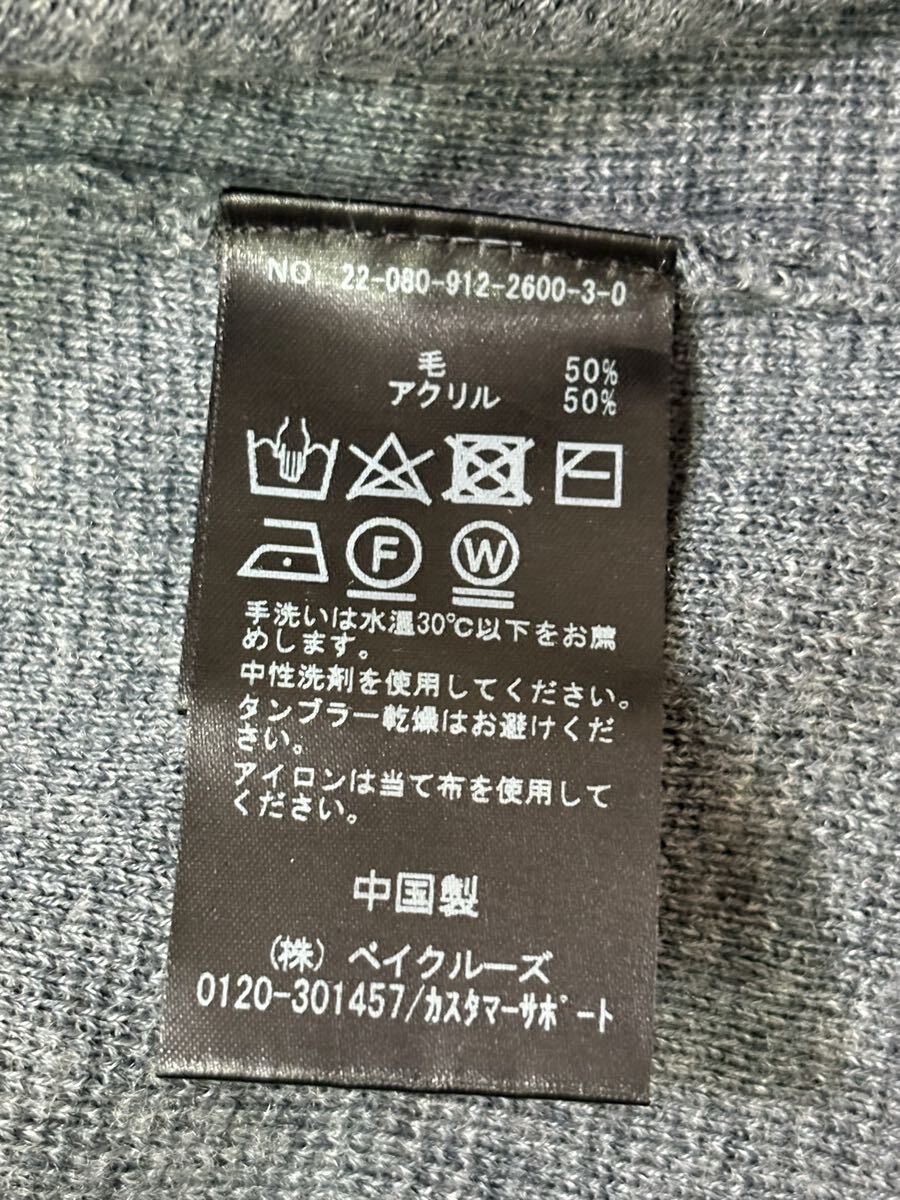 NO 22-080-912-2600-3-0
毛 50%
アクリル 50%
F W
手洗いは水温30℃以下をお薦
めします。
中性洗剤を使用してください。
タンブラー乾燥はお避けくだ
さい。
アイロンは当て布を使用して
ください。
中国製
(株) ベイクルーズ
0120-301457/カスタマーサポート